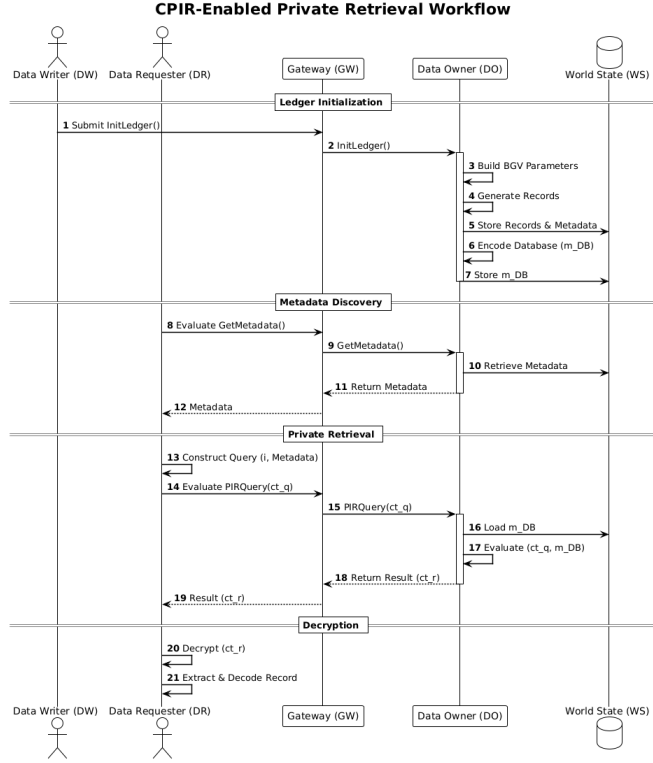 CPIR-Enabled Private Retrieval Workflow
Data Writer (DW) Data Requester (DR) Gateway (GW) Data Owner (DO) World State (WS)
Ledger Initialization
1 Submit InitLedger()
2 InitLedger()
3 Build BGV Parameters
4 Generate Records
5 Store Records & Metadata
6 Encode Database (m_DB)
7 Store m_DB
Metadata Discovery
8 Evaluate GetMetadata()
9 GetMetadata()
10 Retrieve Metadata
11 Return Metadata
12 Metadata
Private Retrieval
13 Construct Query (i, Metadata)
14 Evaluate PIRQuery(ct_q)
15 PIRQuery(ct_q)
16 Load m_DB
17 Evaluate (ct_q, m_DB)
18 Return Result (ct_r)
19 Result (ct_r)
Decryption
20 Decrypt (ct_r)
21 Extract & Decode Record
Data Writer (DW) Data Requester (DR) Gateway (GW) Data Owner (DO) World State (WS)